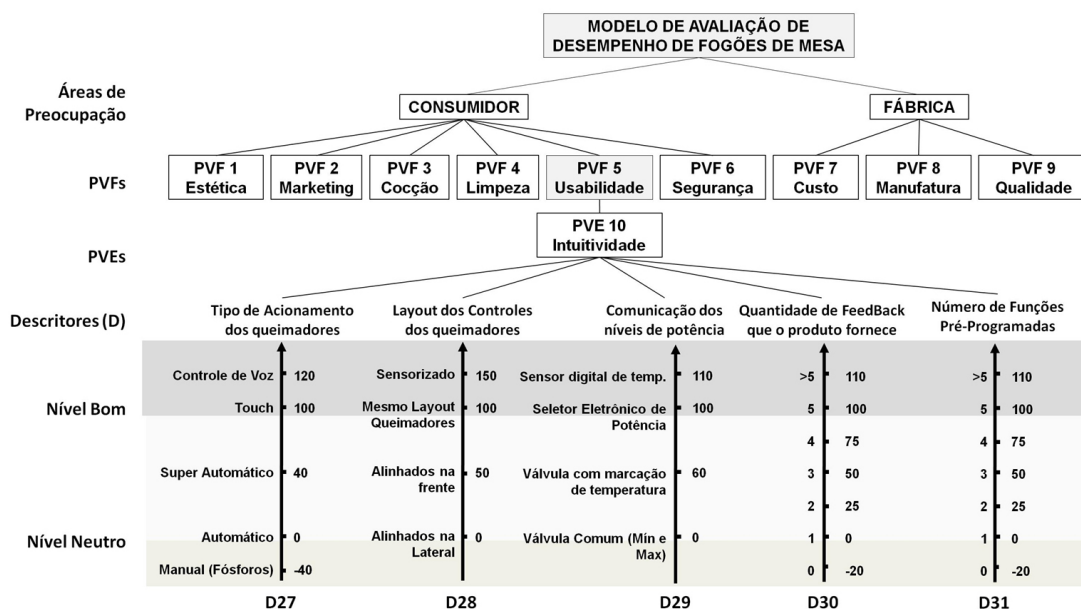 MODELO DE AVALIAÇÃO DE
DESEMPENHO DE FOGÕES DE MESA
Áreas de
Preocupação
CONSUMIDOR
FÁBRICA
PVFs
PVF 1
Estética
PVF 2
Marketing
PVF 3
Cocção
PVF 4
Limpeza
PVF 5
Usabilidade
PVF 6
Segurança
PVF 7
Custo
PVF 8
Manufatura
PVF 9
Qualidade
PVEs
PVE 10
Intuitividade
Descritores (D)
Tipo de Acionamento
dos queimadores
Layout dos Controles
dos queimadores
Comunicação dos
níveis de potência
Quantidade de FeedBack
que o produto fornece
Número de Funções
Pré-Programadas
Nível Bom
Nível Neutro
Controle de Voz 120
Touch 100
Super Automático 40
Automático 0
Manual (Fósforos) -40
D27
Sensorizado 150
Mesmo Layout 100
Queimadores
Alinhados na 50
frente
Alinhados na 0
Lateral
D28
Sensor digital de temp. 110
Seletor Eletrônico de 100
Potência
Válvula com marcação 60
de temperatura
Válvula Comum (Mín e 0
Max)
D29
>5 110
5 100
4 75
3 50
2 25
1 0
0 -20
D30
>5 110
5 100
4 75
3 50
2 25
1 0
0 -20
D31